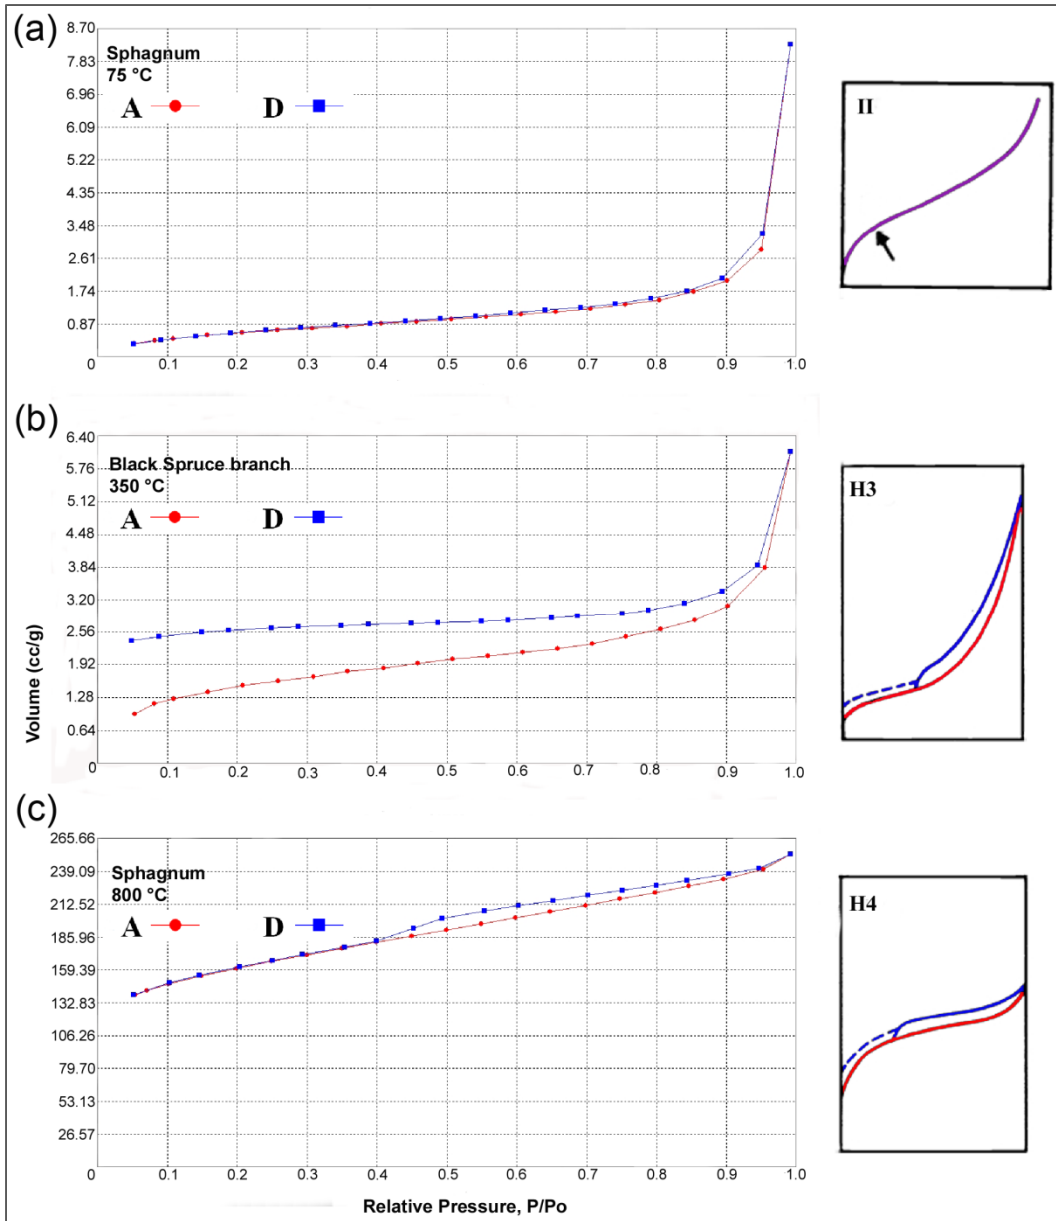 (a)
8.70
7.83
6.96
6.09
5.22
4.35
3.48
2.61
1.74
0.87
0
Sphagnum
75 °C
A D
0.1 0.2 0.3 0.4 0.5 0.6 0.7 0.8 0.9 1.0
II
(b)
6.40
5.76
5.12
4.48
3.84
3.20
2.56
1.92
1.28
0.64
0
Black Spruce branch
350 °C
A D
Volume (cc/g)
0.1 0.2 0.3 0.4 0.5 0.6 0.7 0.8 0.9 1.0
H3
(c)
265.66
239.09
212.52
185.96
159.39
132.83
106.26
79.70
53.13
26.57
0
Sphagnum
800 °C
A D
0.1 0.2 0.3 0.4 0.5 0.6 0.7 0.8 0.9 1.0
Relative Pressure, P/Po
H4